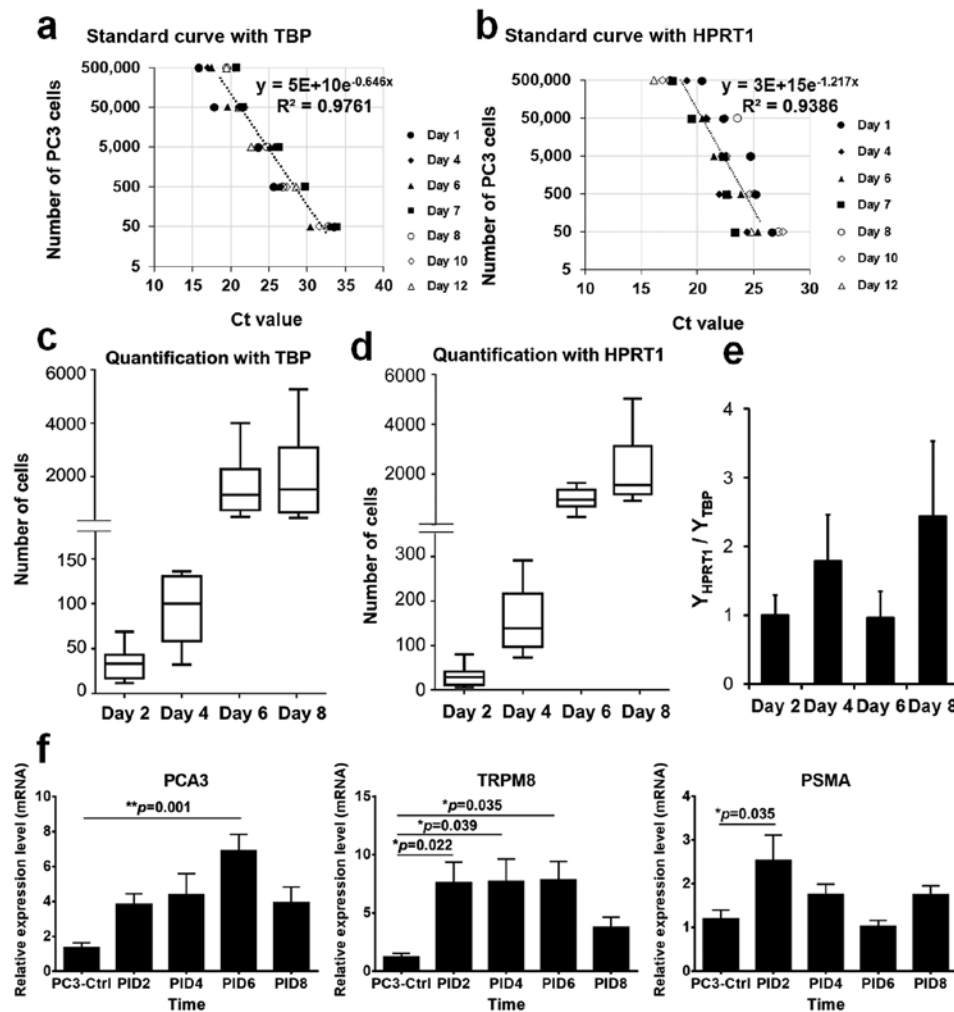 a
Standard curve with TBP
500,000
50,000
5,000
500
50
5
Number of PC3 cells
y = 5E+10e-0.646x
R² = 0.9761
10 15 20 25 30 35 40
Ct value
Day 1
Day 4
Day 6
Day 7
Day 8
Day 10
Day 12
b
Standard curve with HPRT1
500,000
50,000
5,000
500
50
5
Number of PC3 cells
y = 3E+15e-1.217x
R² = 0.9386
10 15 20 25 30
Ct value
Day 1
Day 4
Day 6
Day 7
Day 8
Day 10
Day 12
c
Quantification with TBP
6000
4000
2000
150
100
50
0
Number of cells
Day 2 Day 4 Day 6 Day 8
d
Quantification with HPRT1
6000
4000
2000
300
200
100
0
Number of cells
Day 2 Day 4 Day 6 Day 8
e
4
3
2
1
0
YHPRT1 / YTBP
Day 2 Day 4 Day 6 Day 8
f
PCA3
Relative expression level (mRNA)
10
8
6
4
2
0
**p=0.001
PC3-Ctrl PID2 PID4 PID6 PID8
Time
TRPM8
Relative expression level (mRNA)
15
10
5
0
*p=0.035
*p=0.039
*p=0.022
PC3-Ctrl PID2 PID4 PID6 PID8
Time
PSMA
Relative expression level (mRNA)
4
3
2
1
0
*p=0.035
PC3-Ctrl PID2 PID4 PID6 PID8
Time